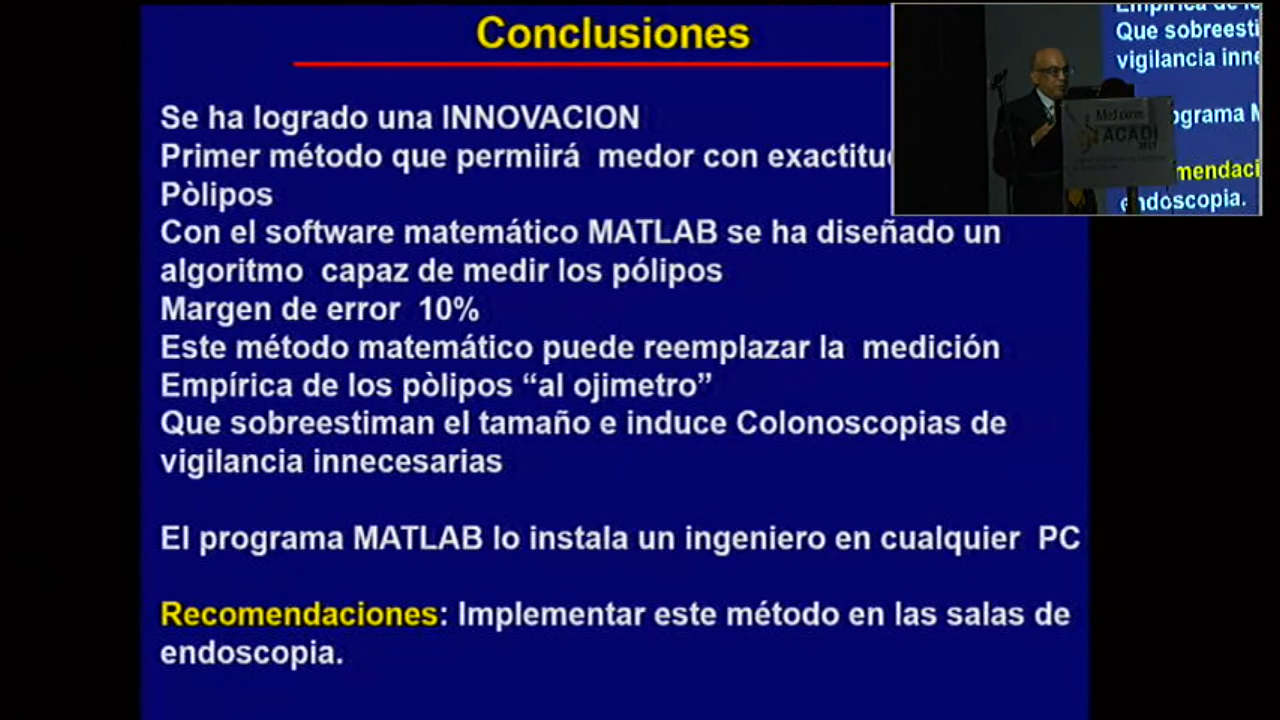 Conclusiones
Se ha logrado una INNOVACION
Primer método que permiirá medor con exactitu
Pòlipos
Con el software matemático MATLAB se ha diseñado un
algoritmo capaz de medir los pólipos
Margen de error 10%
Este método matemático puede reemplazar la medición
Empírica de los pòlipos “al ojimetro”
Que sobreestiman el tamaño e induce Colonoscopias de
vigilancia innecesarias
El programa MATLAB lo instala un ingeniero en cualquier PC
Recomendaciones: Implementar este método en las salas de
endoscopia.
Que sobreesti
vigilancia inne
ograma M
mendaci
endoscopia.
ACADI